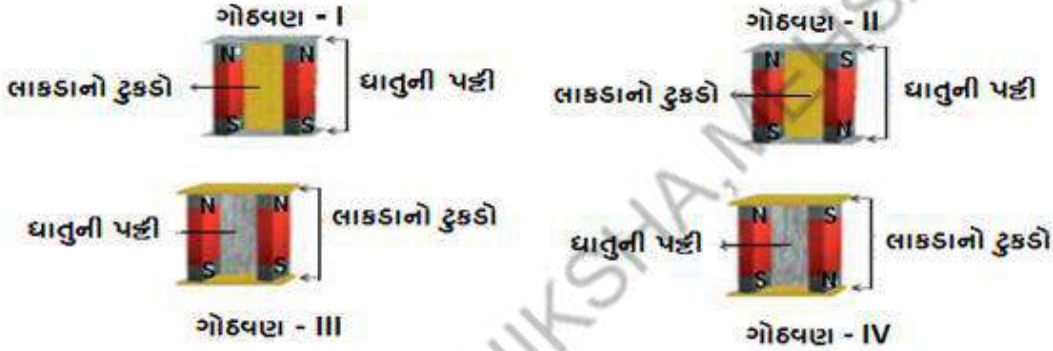 ગોઠવણ - I
N N
લાકડાનો ટુકડો
ધાતુની પટ્ટી
S S
ગોઠવણ - II
N S
લાકડાનો ટુકડો
ધાતુની પટ્ટી
S N
N N
ધાતુની પટ્ટી
લાકડાનો ટુકડો
S S
ગોઠવણ - III
N S
ધાતુની પટ્ટી
લાકડાનો ટુકડો
S N
ગોઠવણ - IV